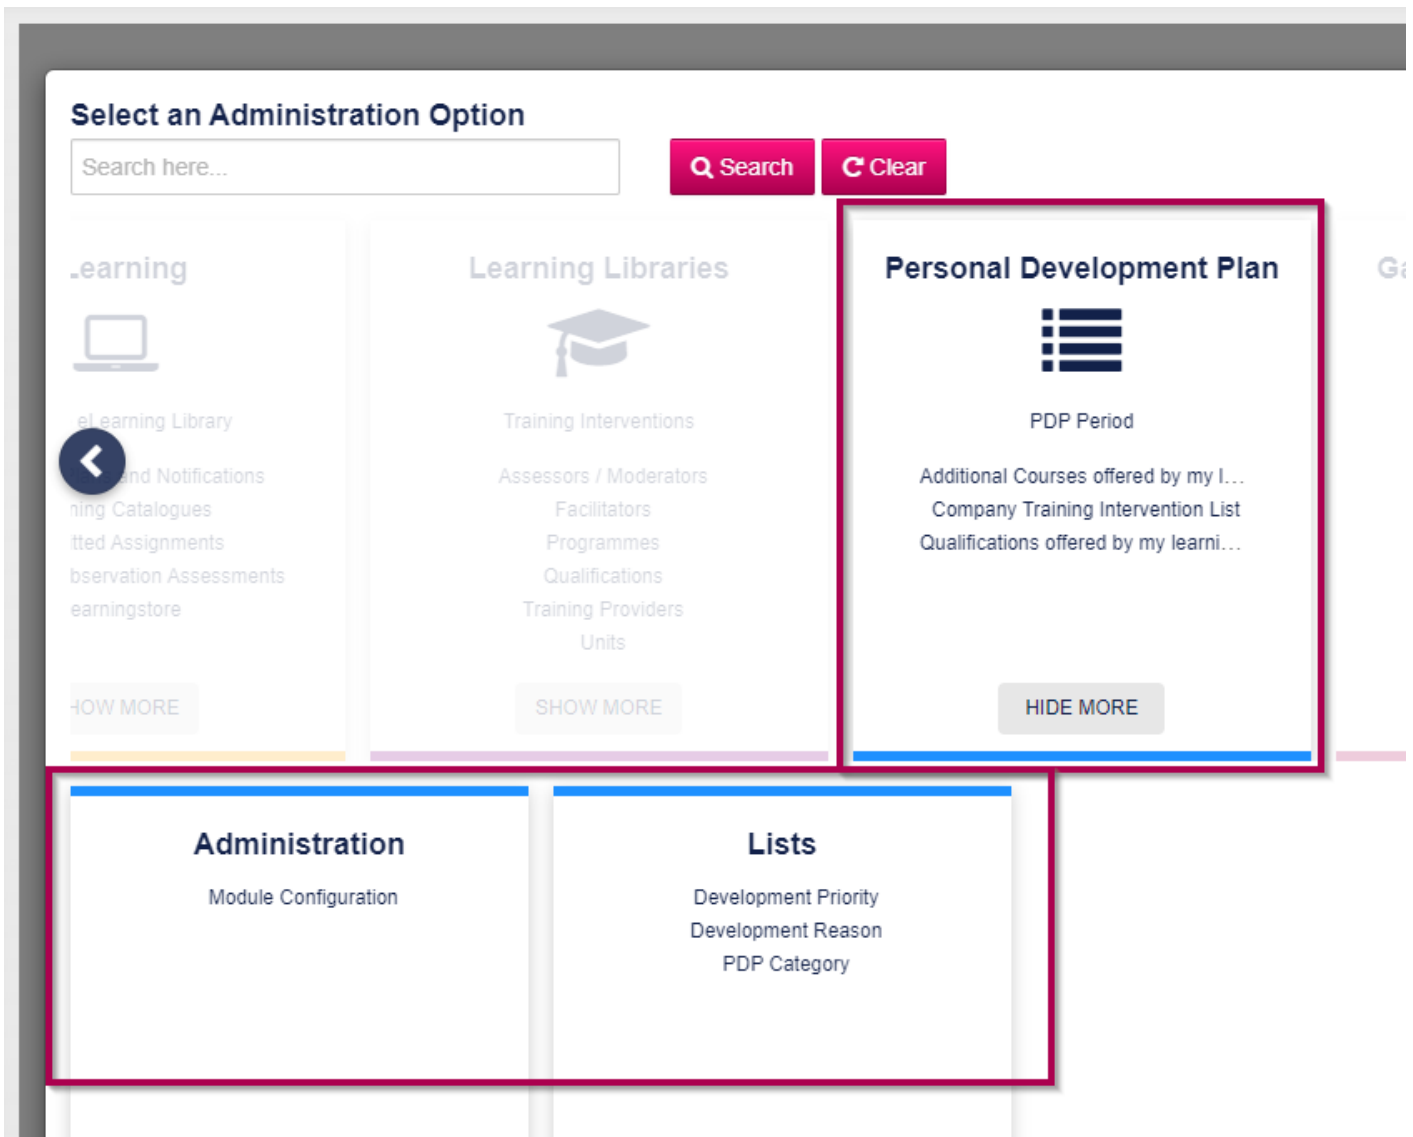 Select an Administration Option
Search here...
Search
Clear
earning
eLearning Library
and Notifications
ning Catalogues
tted Assignments
bservation Assessments
earningstore
HOW MORE
Learning Libraries
Training Interventions
Assessors / Moderators
Facilitators
Programmes
Qualifications
Training Providers
Units
SHOW MORE
Personal Development Plan
PDP Period
Additional Courses offered by my l...
Company Training Intervention List
Qualifications offered by my learni...
HIDE MORE
Ga
Administration
Module Configuration
Lists
Development Priority
Development Reason
PDP Category